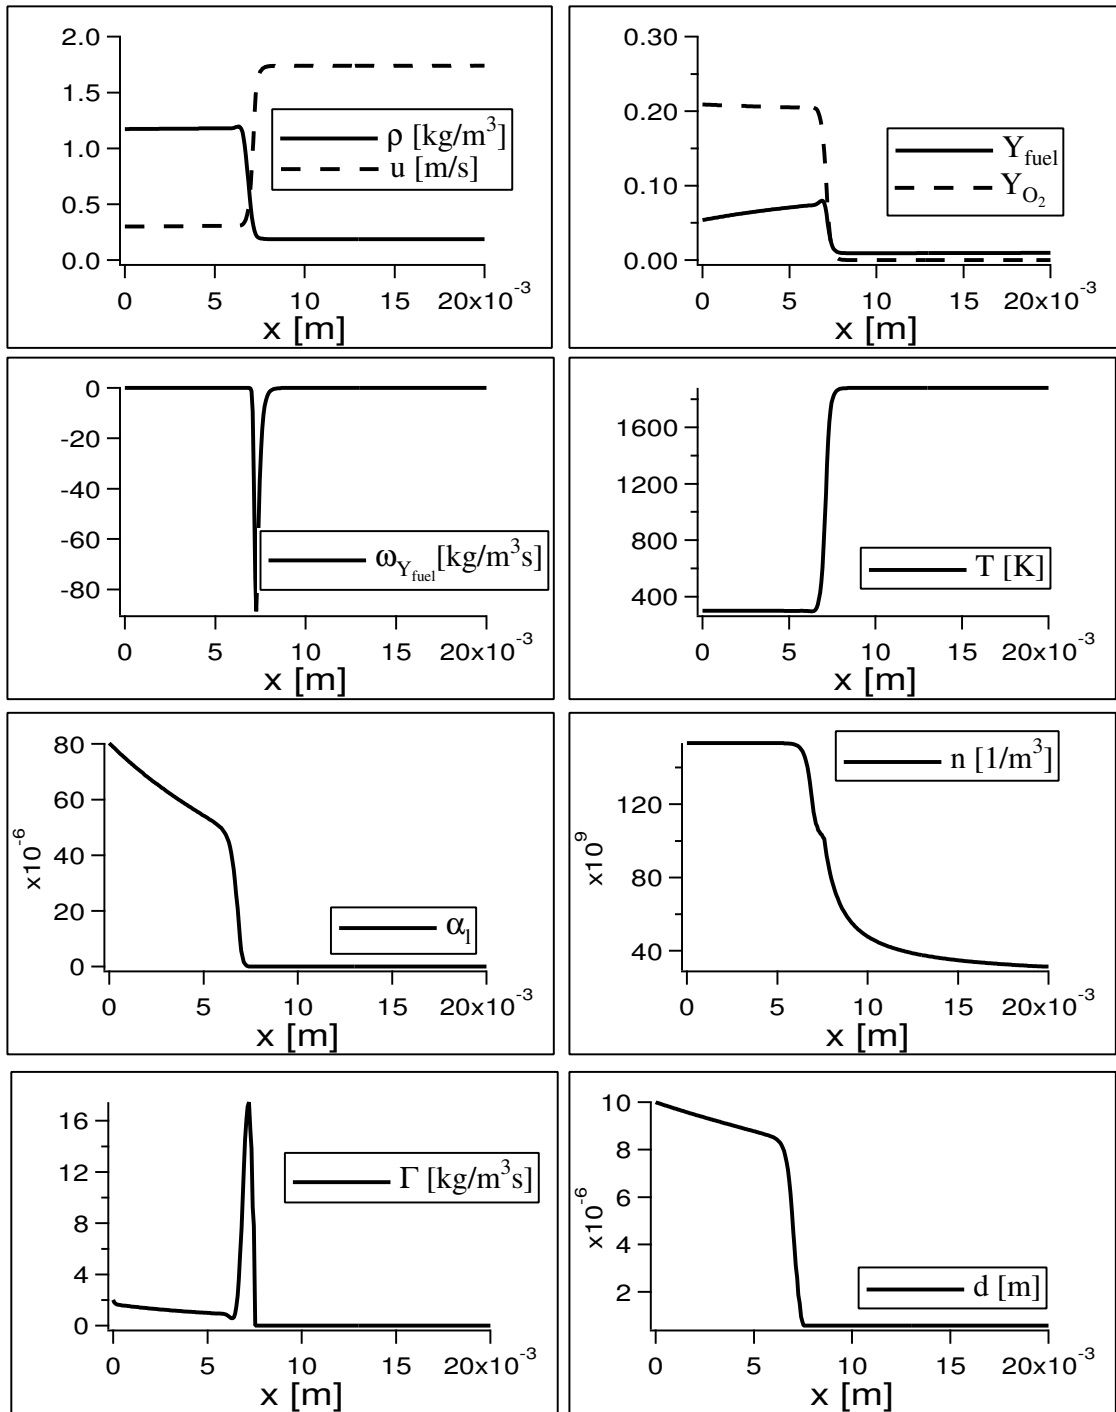 2.0
1.5
1.0
0.5
0.0
ρ [kg/m³]
u [m/s]
0 5 10 15 20x10⁻³
x [m]
0.30
0.20
0.10
0.00
Y_fuel
Y_O₂
0 5 10 15 20x10⁻³
x [m]
0
-20
-40
-60
-80
ω_Y_fuel[kg/m³s]
0 5 10 15 20x10⁻³
x [m]
1600
1200
800
400
T [K]
0 5 10 15 20x10⁻³
x [m]
80
60
40
20
0
x10⁻⁶
α_l
0 5 10 15 20x10⁻³
x [m]
120
80
40
x10⁹
n [1/m³]
0 5 10 15 20x10⁻³
x [m]
16
12
8
4
0
Γ [kg/m³s]
0 5 10 15 20x10⁻³
x [m]
10
8
6
4
2
x10⁻⁶
d [m]
0 5 10 15 20x10⁻³
x [m]